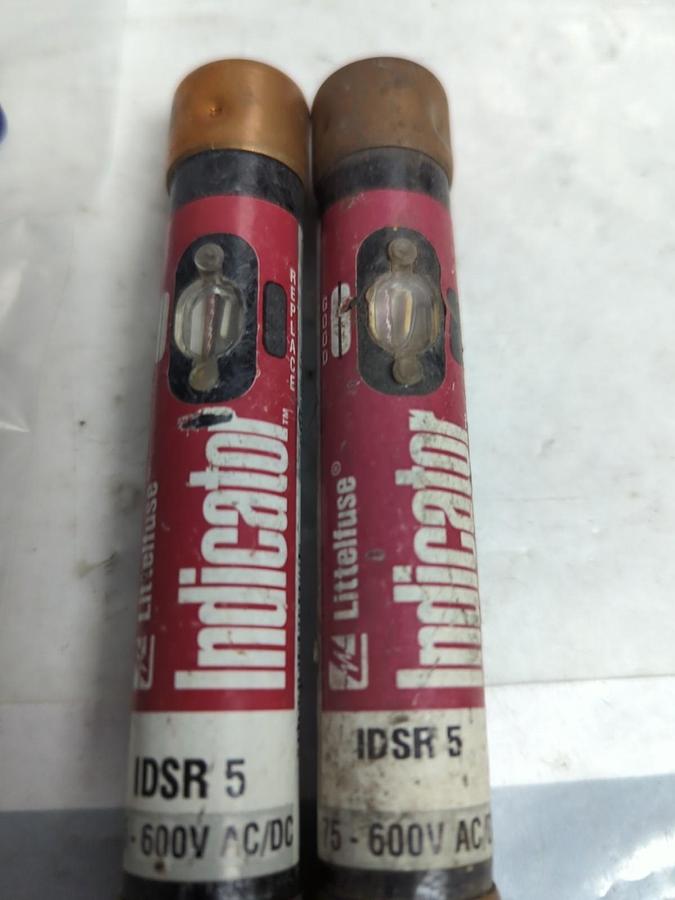 REPLACE
Littelfuse
Indicator™
IDSR 5
- 600V AC/DC
GOOD
Littelfuse®
Indicator
IDSR 5
75 - 600V AC/D